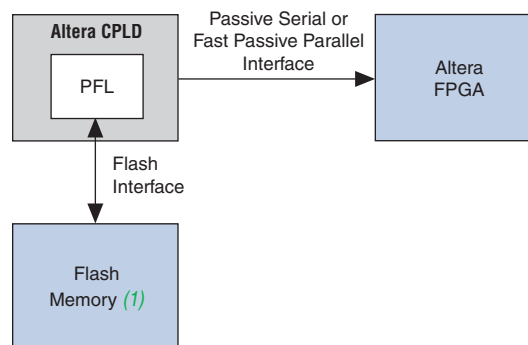 Altera CPLD
PFL
Passive Serial or
Fast Passive Parallel
Interface
Altera
FPGA
Flash
Interface
Flash
Memory (1)